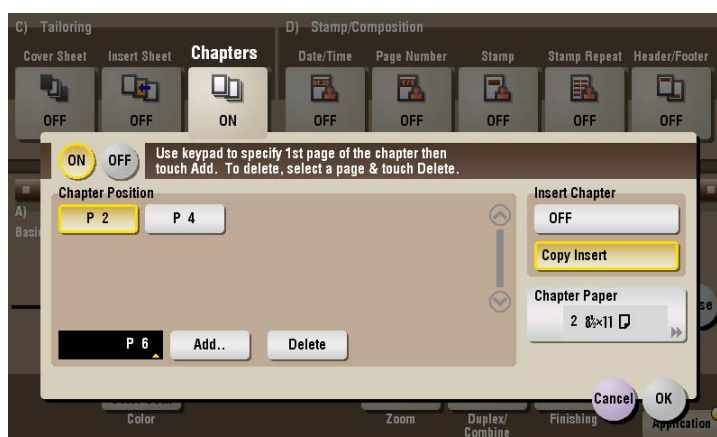 C) Tailoring
D) Stamp/Composition
Cover Sheet
Insert Sheet
Chapters
Date/Time
Page Number
Stamp
Stamp Repeat
Header/Footer
OFF
OFF
ON
OFF
OFF
OFF
OFF
OFF
ON
OFF
Use keypad to specify 1st page of the chapter then
touch Add. To delete, select a page & touch Delete.
A)
Chapter Position
P 2
P 4
P 6
Add..
Delete
Insert Chapter
OFF
Copy Insert
Chapter Paper
2 8½×11
Cancel
OK
Color
Zoom
Duplex/
Combine
Finishing
Application